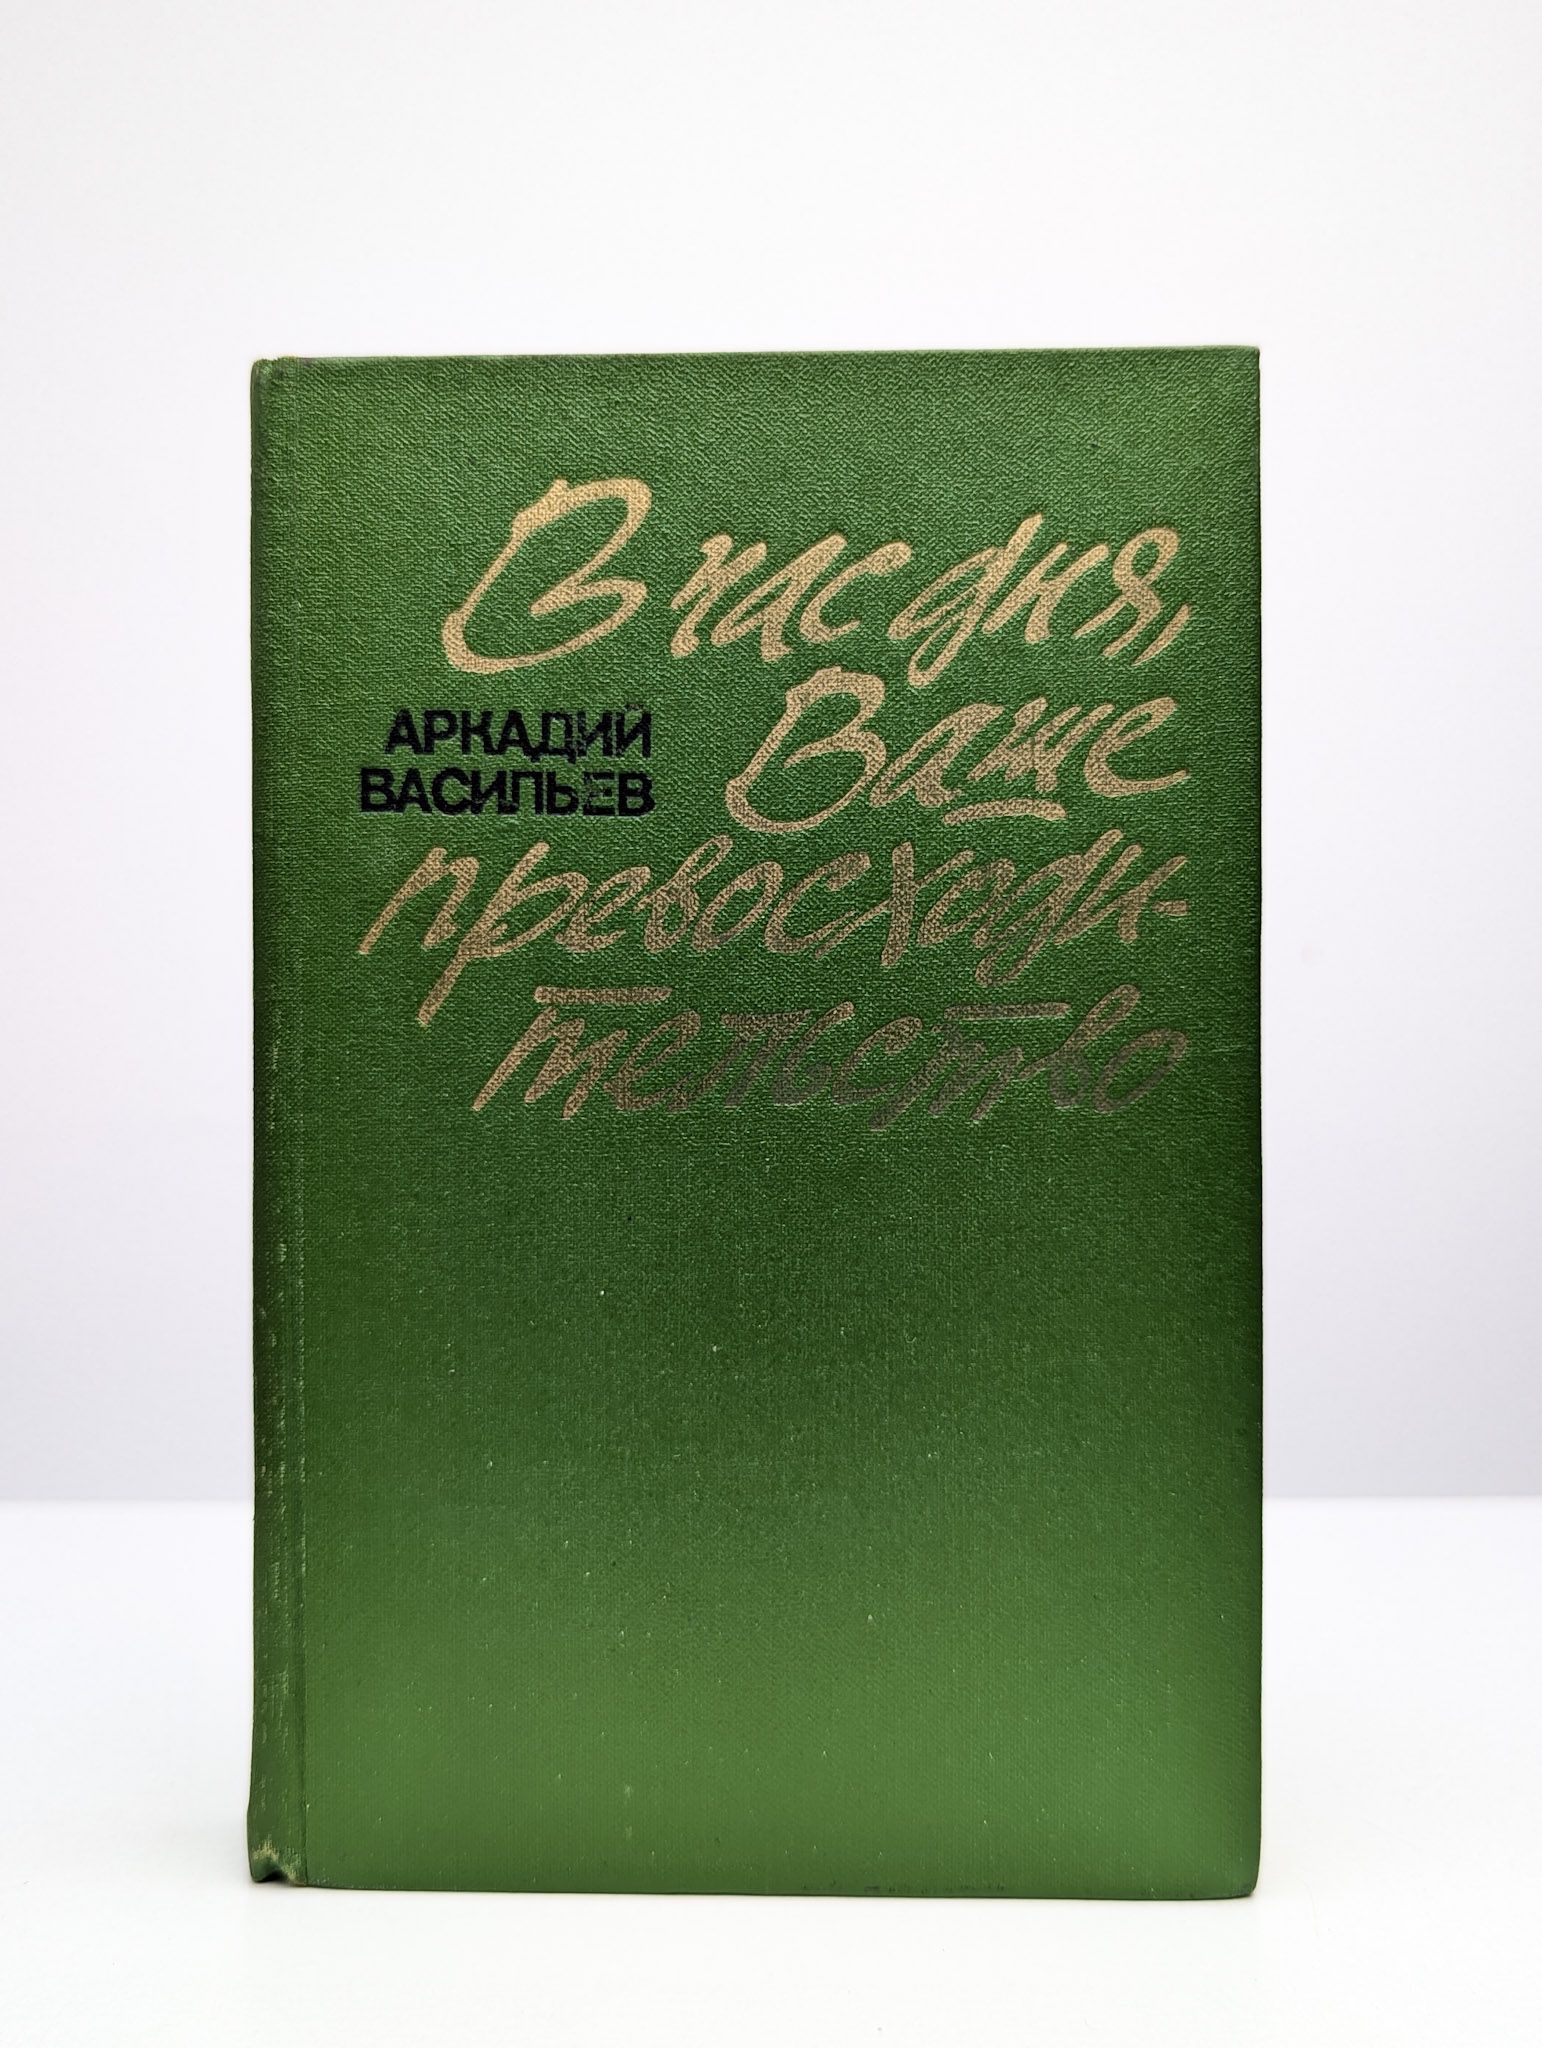 В час дня,
АРКАДИЙ
ВАСИЛЬЕВ
Ваше
превосходи-
тельство